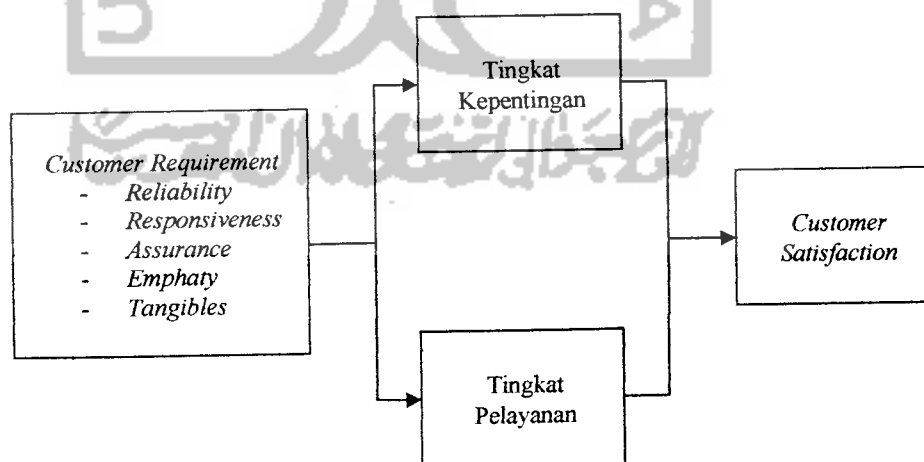 Customer Requirement
- Reliability
- Responsiveness
- Assurance
- Emphaty
- Tangibles
Tingkat
Kepentingan
Tingkat
Pelayanan
Customer
Satisfaction